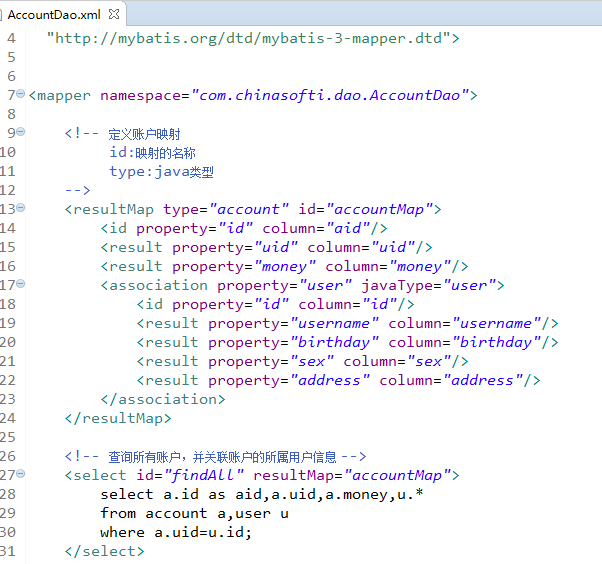 AccountDao.xml
4 "http://mybatis.org/dtd/mybatis-3-mapper.dtd">
5
6
7 <mapper namespace="com.chinasofti.dao.AccountDao">
8
9 <!-- 定义账户映射
10 id:映射的名称
11 type:java类型
12 -->
13 <resultMap type="account" id="accountMap">
14 <id property="id" column="aid"/>
15 <result property="uid" column="uid"/>
16 <result property="money" column="money"/>
17 <association property="user" javaType="user">
18 <id property="id" column="id"/>
19 <result property="username" column="username"/>
20 <result property="birthday" column="birthday"/>
21 <result property="sex" column="sex"/>
22 <result property="address" column="address"/>
23 </association>
24 </resultMap>
25
26 <!-- 查询所有账户，并关联账户的所属用户信息 -->
27 <select id="findAll" resultMap="accountMap">
28 select a.id as aid,a.uid,a.money,u.*
29 from account a,user u
30 where a.uid=u.id;
31 </select>